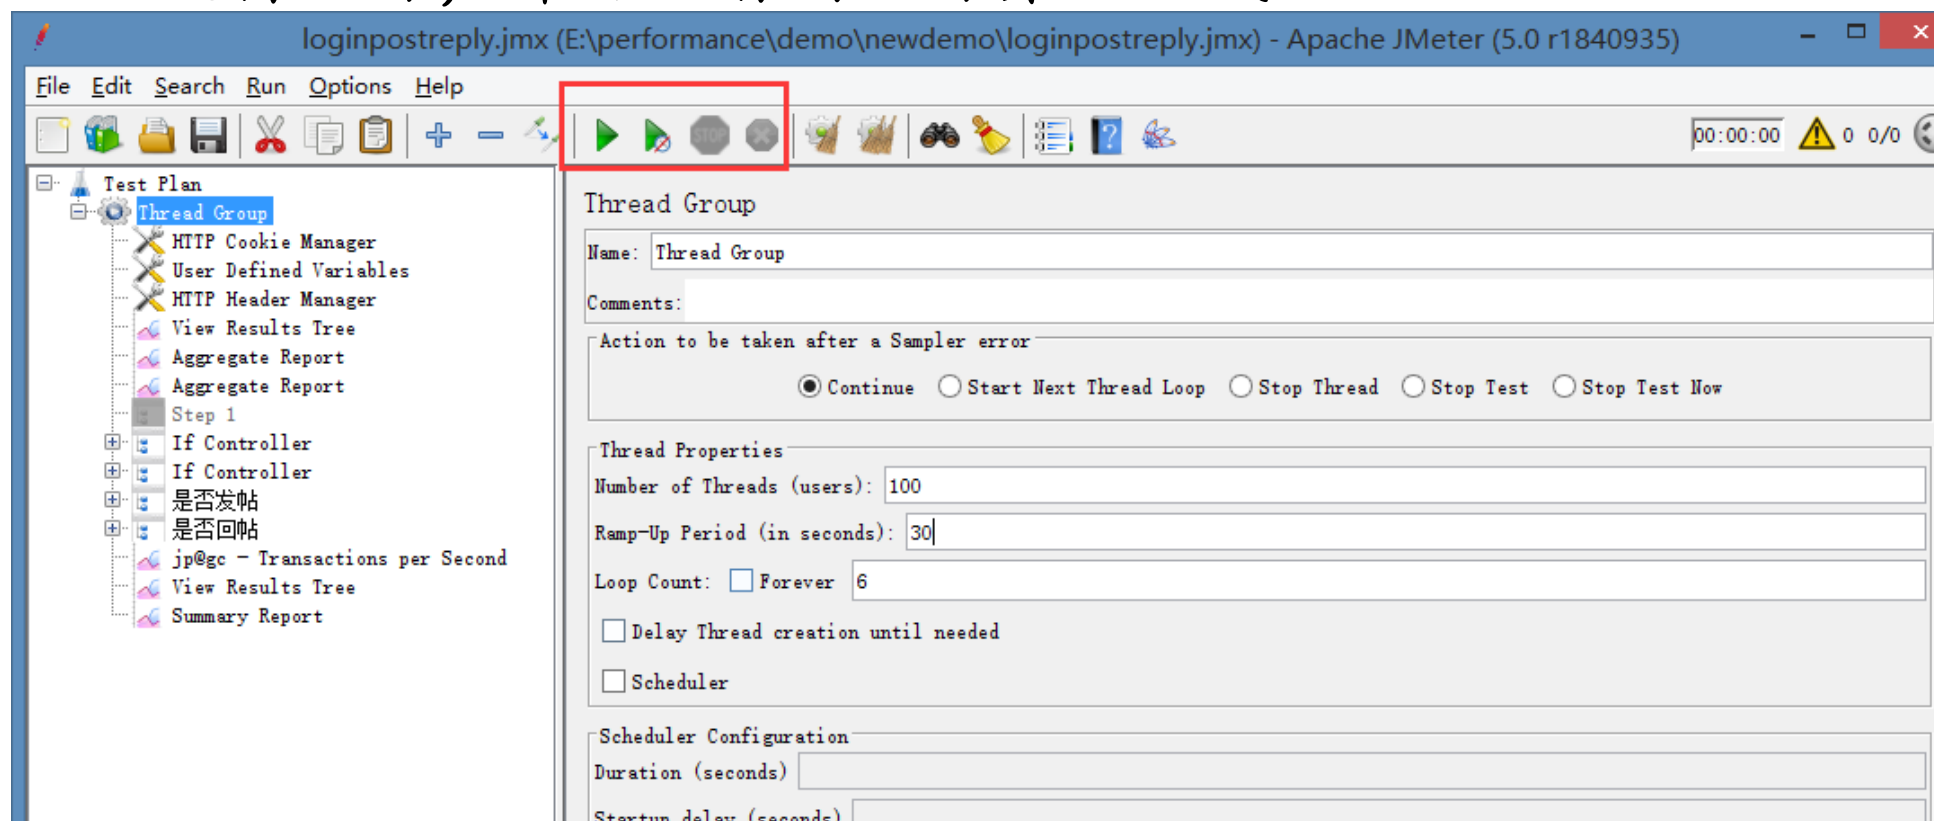 loginpostreply.jmx (E:\performance\demo\newdemo\loginpostreply.jmx) - Apache JMeter (5.0 r1840935)
File Edit Search Run Options Help
STOP
00:00:00 0 0/0
Test Plan
Thread Group
HTTP Cookie Manager
User Defined Variables
HTTP Header Manager
View Results Tree
Aggregate Report
Aggregate Report
Step 1
If Controller
If Controller
是否发帖
是否回帖
jp@gc - Transactions per Second
View Results Tree
Summary Report
Thread Group
Name: Thread Group
Comments:
Action to be taken after a Sampler error
Continue Start Next Thread Loop Stop Thread Stop Test Stop Test Now
Thread Properties
Number of Threads (users): 100
Ramp-Up Period (in seconds): 30
Loop Count: Forever 6
Delay Thread creation until needed
Scheduler
Scheduler Configuration
Duration (seconds)
Startup delay (seconds)